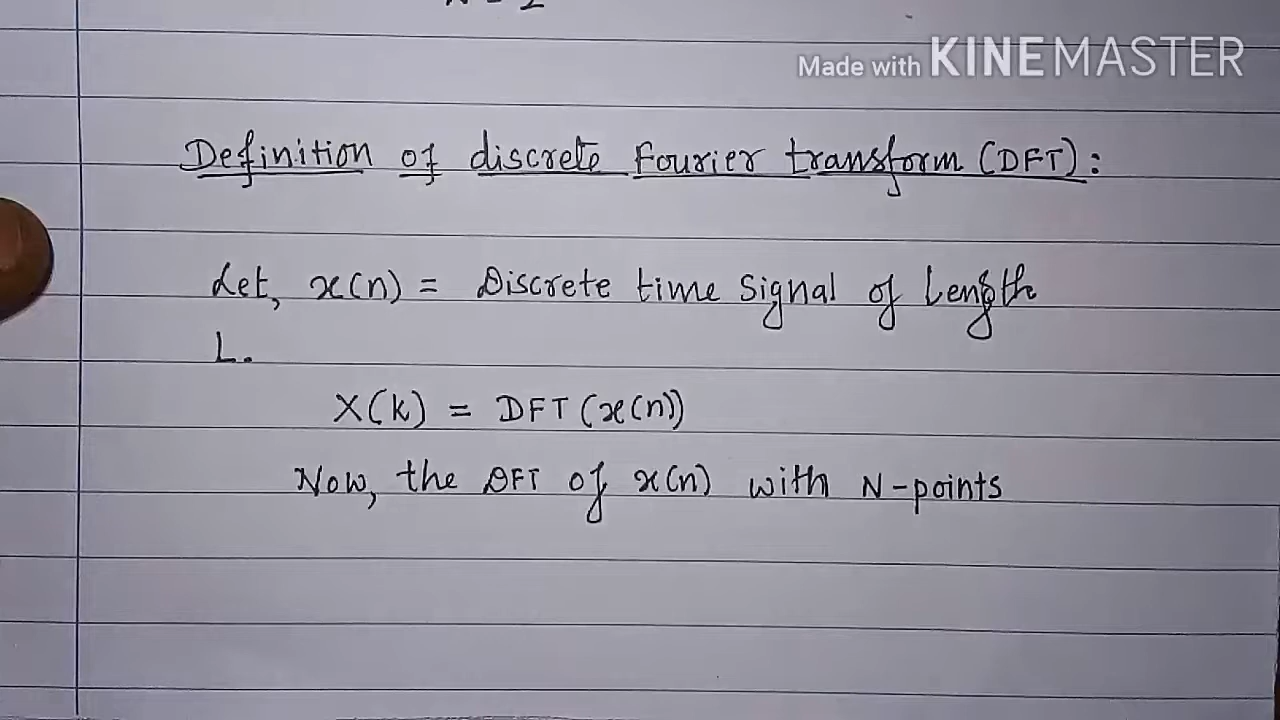 Made with KINEMASTER
Definition of discrete Fourier transform (DFT):
Let, x(n) = Discrete time signal of Length
L.
X(k) = DFT(x(n))
Now, the DFT of x(n) with N-points